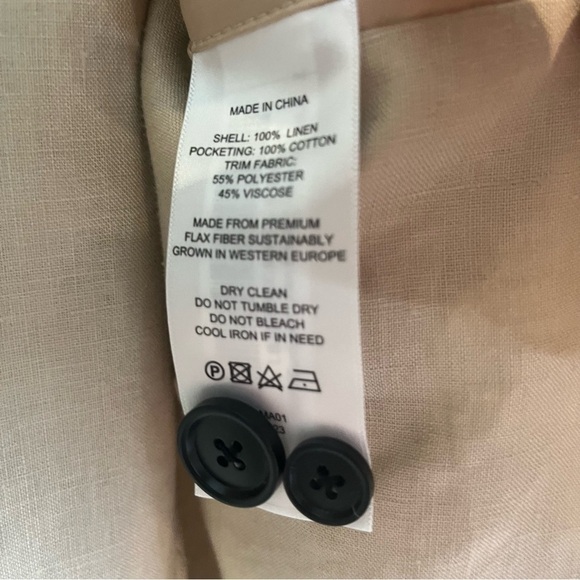 MADE IN CHINA
SHELL: 100% LINEN
POCKETING: 100% COTTON
TRIM FABRIC:
55% POLYESTER
45% VISCOSE
MADE FROM PREMIUM
FLAX FIBER SUSTAINABLY
GROWN IN WESTERN EUROPE
DRY CLEAN
DO NOT TUMBLE DRY
DO NOT BLEACH
COOL IRON IF IN NEED
P
MA01
23